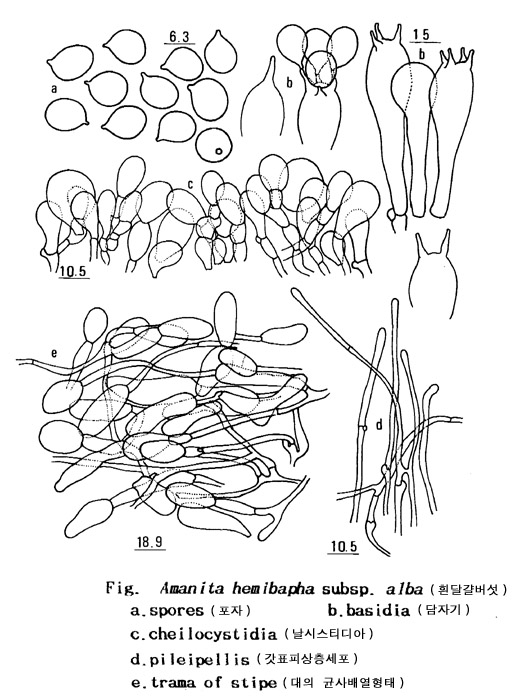 6.3
15
a
b
b
c
10.5
e
d
18.9
10.5
Fig. Amanita hemibapha subsp. alba (흰달걀버섯)
a.spores (포자)
b.basidia (담자기)
c.cheilocystidia (날시스티디아)
d.pileipellis (갓표피상층세포)
e.trama of stipe (대의 균사배열형태)